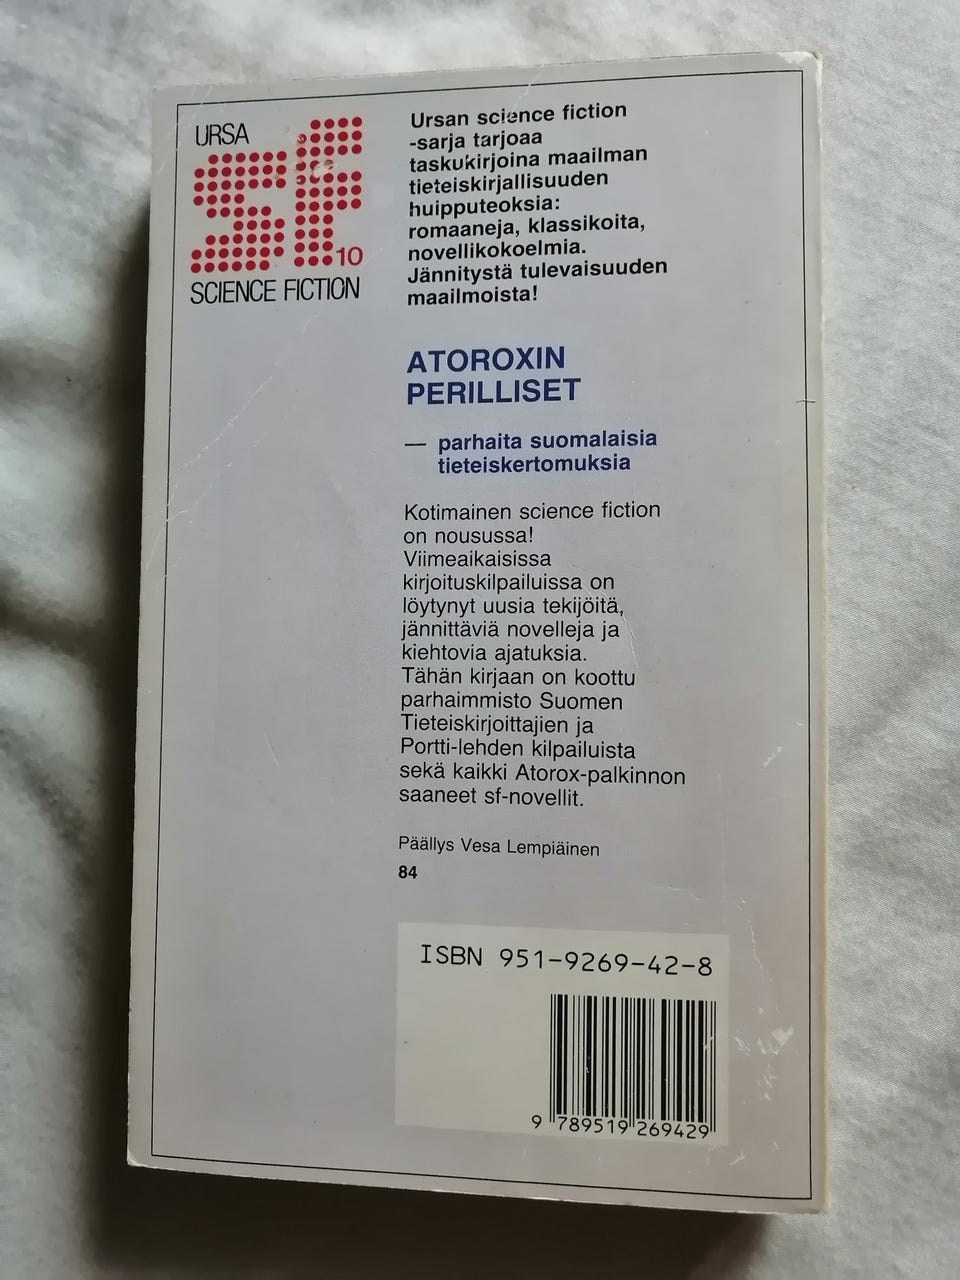 URSA
sf
10
SCIENCE FICTION
Ursan science fiction
-sarja tarjoaa
taskukirjoina maailman
tieteiskirjallisuuden
huipputeoksia:
romaaneja, klassikoita,
novellikokoelmia.
Jännitystä tulevaisuuden
maailmoista!
ATOROXIN
PERILLISET
— parhaita suomalaisia
tieteiskertomuksia
Kotimainen science fiction
on nousussa!
Viimeaikaisissa
kirjoituskilpailuissa on
löytynyt uusia tekijöitä,
jännittäviä novelleja ja
kiehtovia ajatuksia.
Tähän kirjaan on koottu
parhaimmisto Suomen
Tieteiskirjoittajien ja
Portti-lehden kilpailuista
sekä kaikki Atorox-palkinnon
saaneet sf-novellit.
Päällys Vesa Lempiäinen
84
ISBN 951-9269-42-8
9 789519 269429